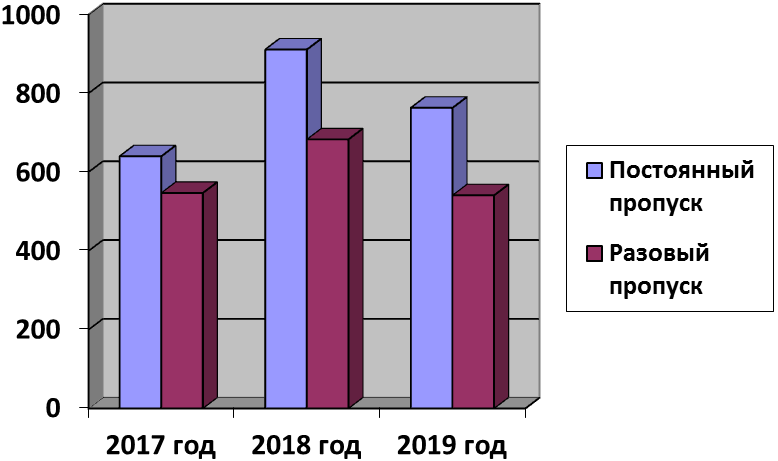 1000
800
600
400
200
0
2017 год
2018 год
2019 год
Постоянный
пропуск
Разовый
пропуск